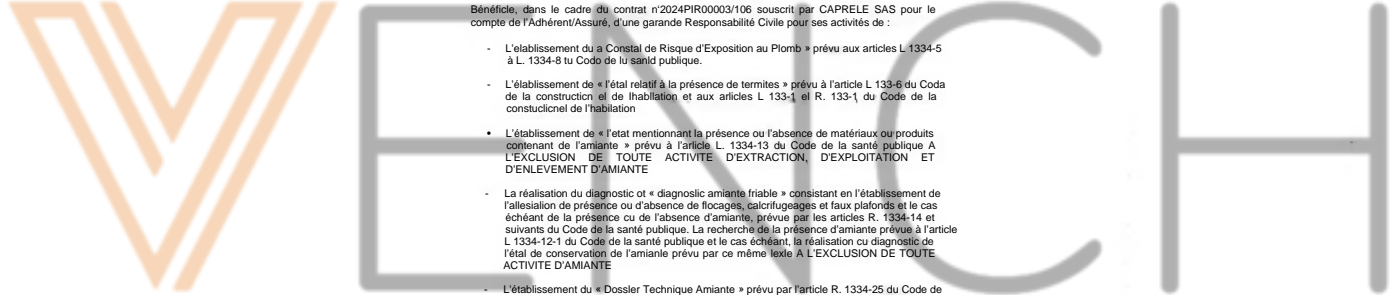 VENCH
Bénéficle, dans le cadre du contrat n°2024PIR00003/106 souscrit par CAPRELE SAS pour le
compte de l'Adhérent/Assuré, d'une garande Responsabilité Civile pour ses activités de :
- L'elablissement du a Constal de Risque d'Exposition au Plomb » prévu aux articles L 1334-5
à L. 1334-8 tu Codo de lu sanld publique.
- L'élablissement de « l'étal relatif à la présence de termites » prévu à l'article L 133-6 du Coda
de la constructicn el de lhabllation et aux arlicles L 133-1 el R. 133-1 du Code de la
constuclicnel de l'habilation
• L'établissement de « l'etat mentionnant la présence ou l'absence de matériaux ou produits
contenant de l'amiante » prévu à l'arlicle L. 1334-13 du Code de la santé publique A
L'EXCLUSION DE TOUTE ACTIVITE D'EXTRACTION, D'EXPLOITATION ET
D'ENLEVEMENT D'AMIANTE
- La réalisation du diagnostic ot « diagnoslic amiante friable » consistant en l'établissement de
l'allesialion de présence ou d'absence de flocages, calcrifugeages et faux plafonds et le cas
échéant de la présence cu de l'absence d'amiante, prévue par les articles R. 1334-14 et
suivants du Code de la santé publique. La recherche de la présence d'amiante prévue à l'article
L 1334-12-1 du Code de la santé publique et le cas échéant, la réalisation cu diagnostic de
l'étal de conservation de l'amianle prévu par ce même lexle A L'EXCLUSION DE TOUTE
ACTIVITE D'AMIANTE
- L'établissement du « Dossier Technique Amiante » prévu par l'article R. 1334-25 du Code de